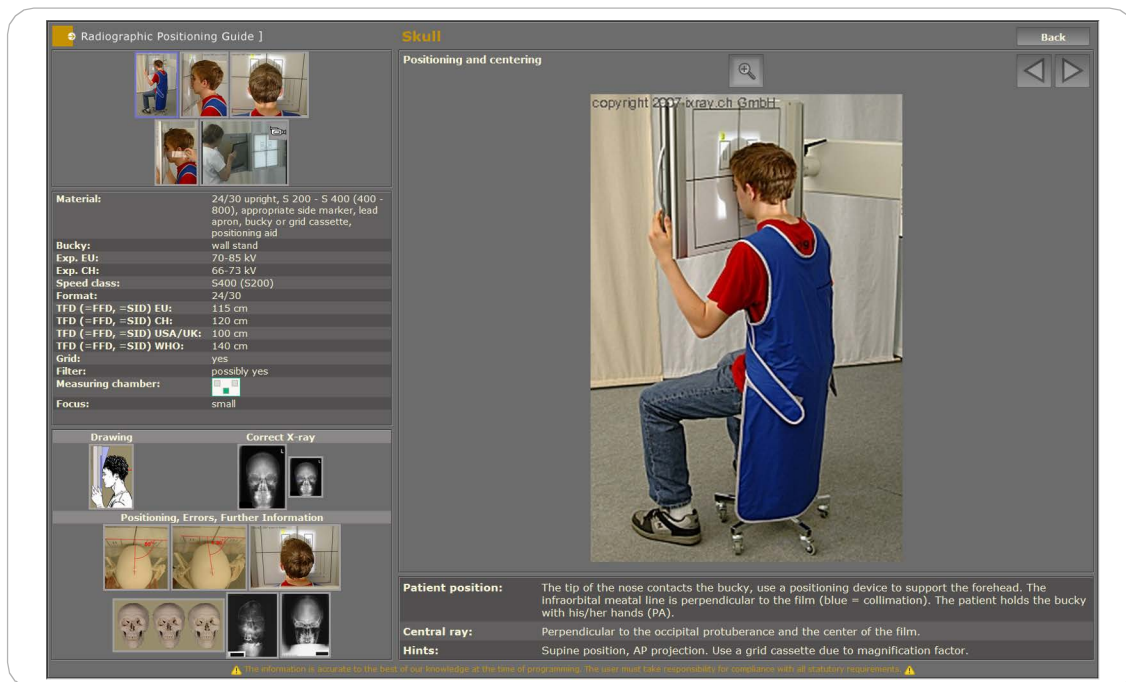 Radiographic Positioning Guide ]
Skull
Back
Positioning and centering
copyright 2007 ixray.ch GmbH
Material: 24/30 upright, S 200 - S 400 (400 -
800), appropriate side marker, lead
apron, bucky or grid cassette,
positioning aid
Bucky: wall stand
Exp. EU: 70-85 kV
Exp. CH: 66-73 kV
Speed class: S400 (S200)
Format: 24/30
TFD (=FFD, =SID) EU: 115 cm
TFD (=FFD, =SID) CH: 120 cm
TFD (=FFD, =SID) USA/UK: 100 cm
TFD (=FFD, =SID) WHO: 140 cm
Grid: yes
Filter: possibly yes
Measuring chamber:
Focus: small
Drawing
Correct X-ray
L
L
Positioning, Errors, Further Information
Patient position: The tip of the nose contacts the bucky, use a positioning device to support the forehead. The
infraorbital meatal line is perpendicular to the film (blue = collimation). The patient holds the bucky
with his/her hands (PA).
Central ray: Perpendicular to the occipital protuberance and the center of the film.
Hints: Supine position, AP projection. Use a grid cassette due to magnification factor.
The information is accurate to the best of our knowledge at the time of programming. The user must take responsibility for compliance with all statutory requirements.